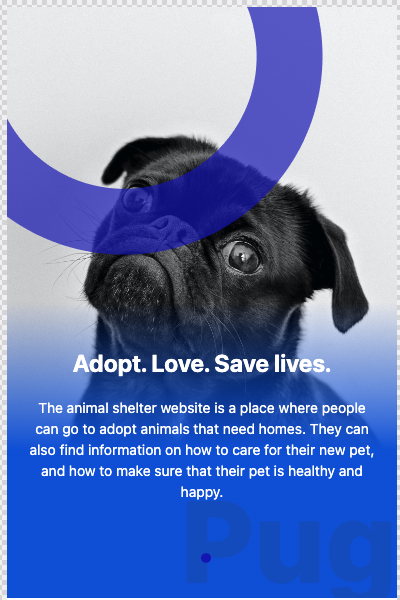 Adopt. Love. Save lives.
The animal shelter website is a place where people
can go to adopt animals that need homes. They can
also find information on how to care for their new pet,
and how to make sure that their pet is healthy and
happy.
Pug